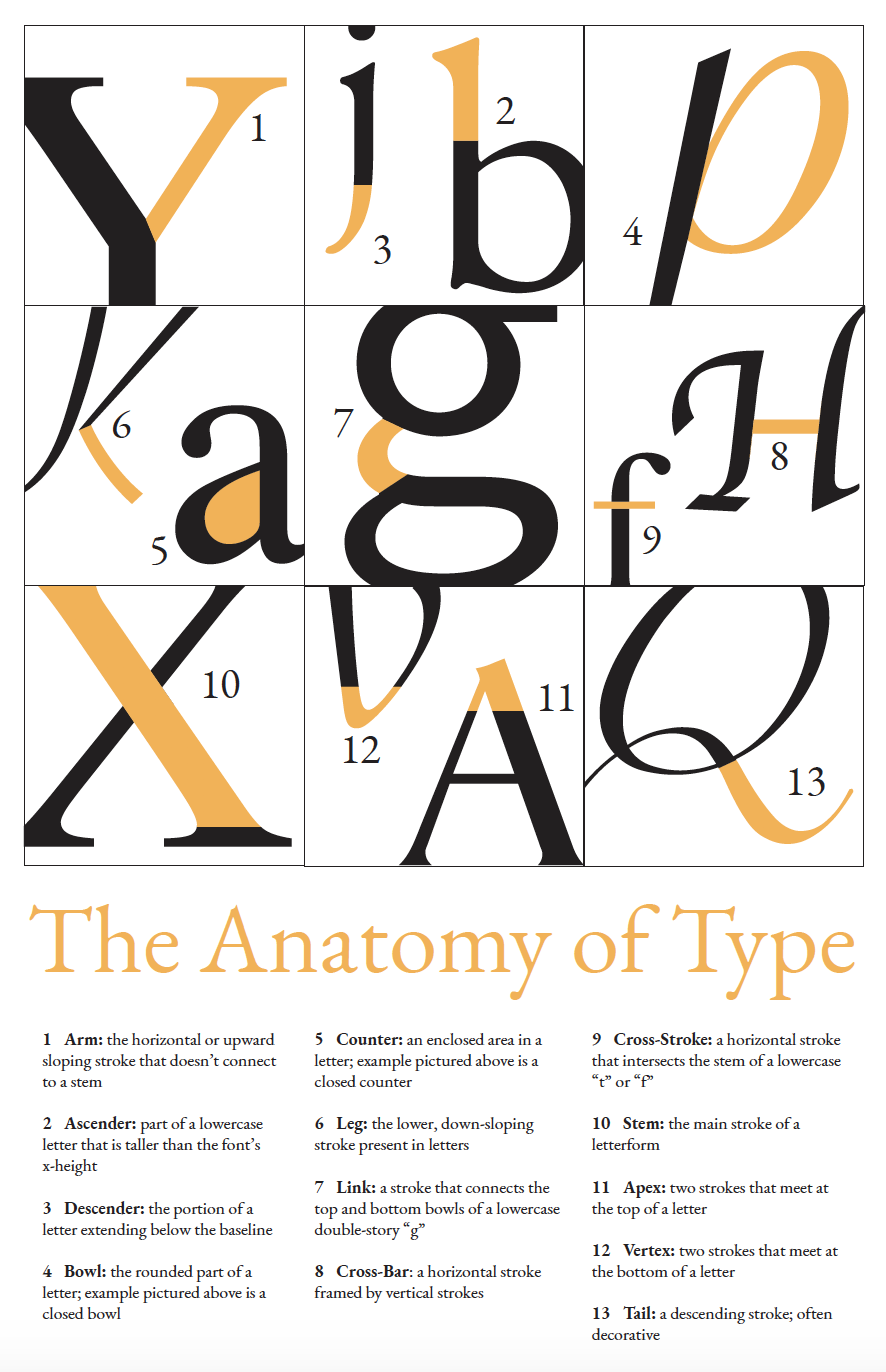 Y
1
j
3
b
2
p
4
k
6
a
5
g
7
f
9
H
8
X
10
v
12
A
11
Q
13
The Anatomy of Type
1 Arm: the horizontal or upward
sloping stroke that doesn’t connect
to a stem
2 Ascender: part of a lowercase
letter that is taller than the font’s
x-height
3 Descender: the portion of a
letter extending below the baseline
4 Bowl: the rounded part of a
letter; example pictured above is a
closed bowl
5 Counter: an enclosed area in a
letter; example pictured above is a
closed counter
6 Leg: the lower, down-sloping
stroke present in letters
7 Link: a stroke that connects the
top and bottom bowls of a lowercase
double-story “g”
8 Cross-Bar: a horizontal stroke
framed by vertical strokes
9 Cross-Stroke: a horizontal stroke
that intersects the stem of a lowercase
“t” or “f”
10 Stem: the main stroke of a
letterform
11 Apex: two strokes that meet at
the top of a letter
12 Vertex: two strokes that meet at
the bottom of a letter
13 Tail: a descending stroke; often
decorative